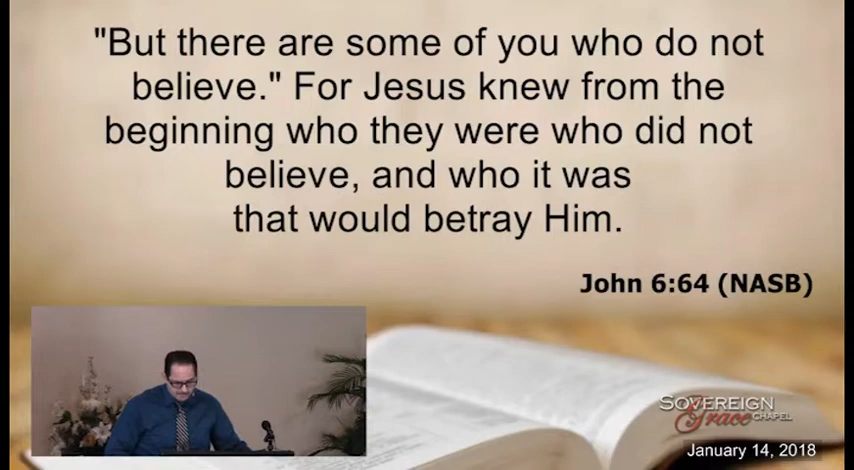 "But there are some of you who do not
believe." For Jesus knew from the
beginning who they were who did not
believe, and who it was
that would betray Him.
John 6:64 (NASB)
SOVEREIGN
Grace CHAPEL
January 14, 2018